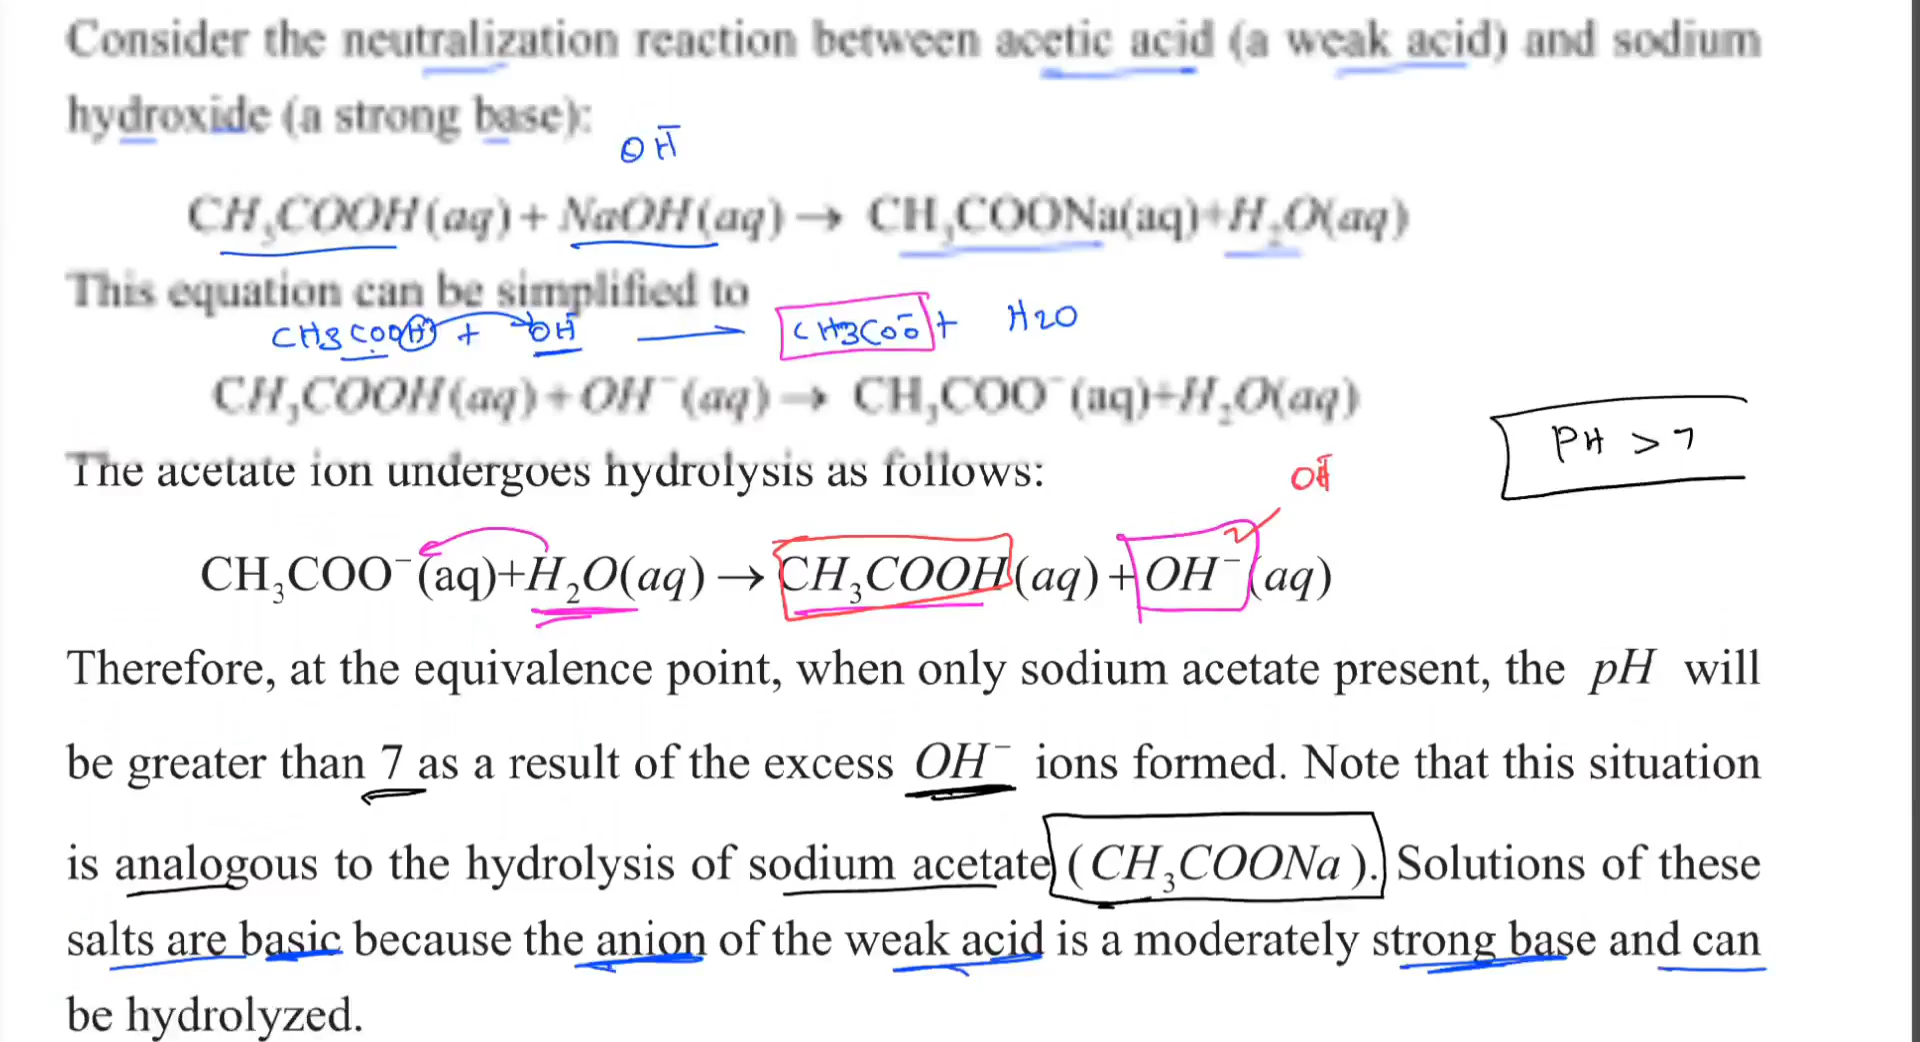 Consider the neutralization reaction between acetic acid (a weak acid) and sodium
hydroxide (a strong base):
OH⁻
CH₃COOH(aq)+NaOH(aq)→ CH₃COONa(aq)+H₂O(aq)
This equation can be simplified to
CH3COOH + OH⁻ → CH3COO⁻ + H2O
CH₃COOH(aq)+OH⁻(aq)→ CH₃COO⁻(aq)+H₂O(aq)
PH > 7
The acetate ion undergoes hydrolysis as follows:
OH⁻
CH₃COO⁻(aq)+H₂O(aq)→CH₃COOH(aq)+OH⁻(aq)
Therefore, at the equivalence point, when only sodium acetate present, the pH will
be greater than 7 as a result of the excess OH⁻ ions formed. Note that this situation
is analogous to the hydrolysis of sodium acetate (CH₃COONa). Solutions of these
salts are basic because the anion of the weak acid is a moderately strong base and can
be hydrolyzed.